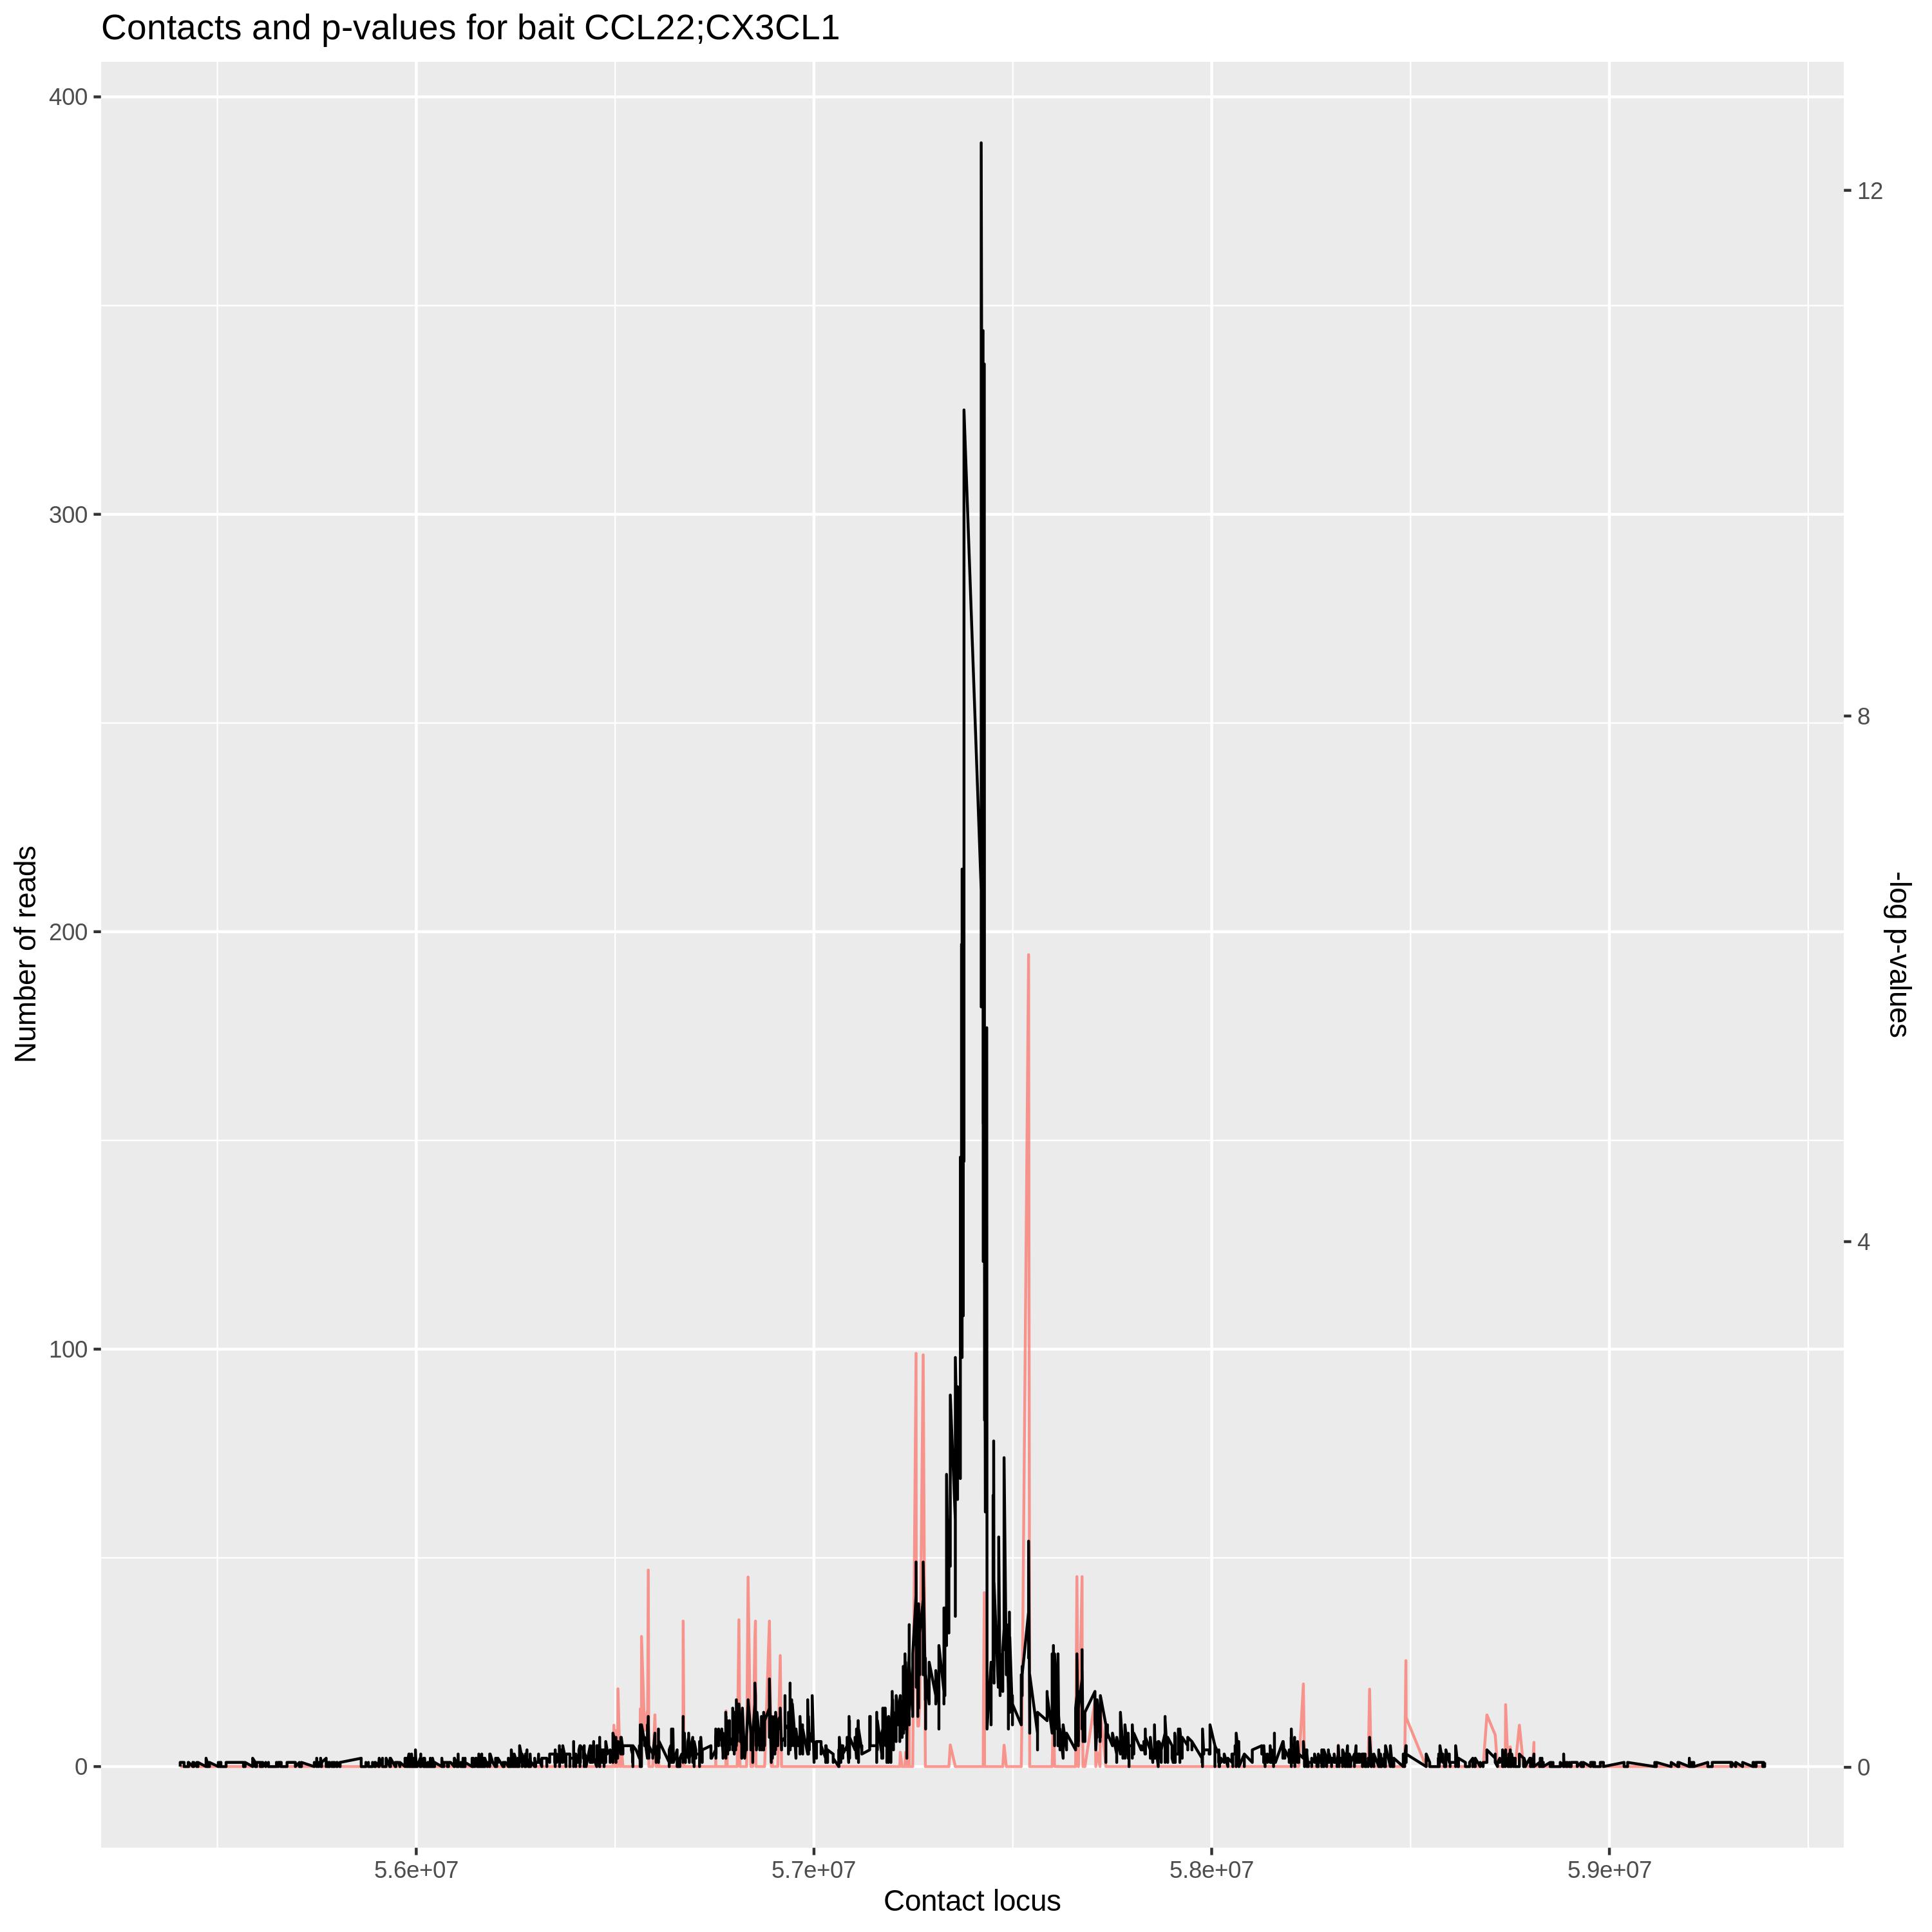 Contacts and p-values for bait CCL22;CX3CL1
400
300
200
100
0
Number of reads
12
8
4
0
-log p-values
5.6e+07
5.7e+07
5.8e+07
5.9e+07
Contact locus